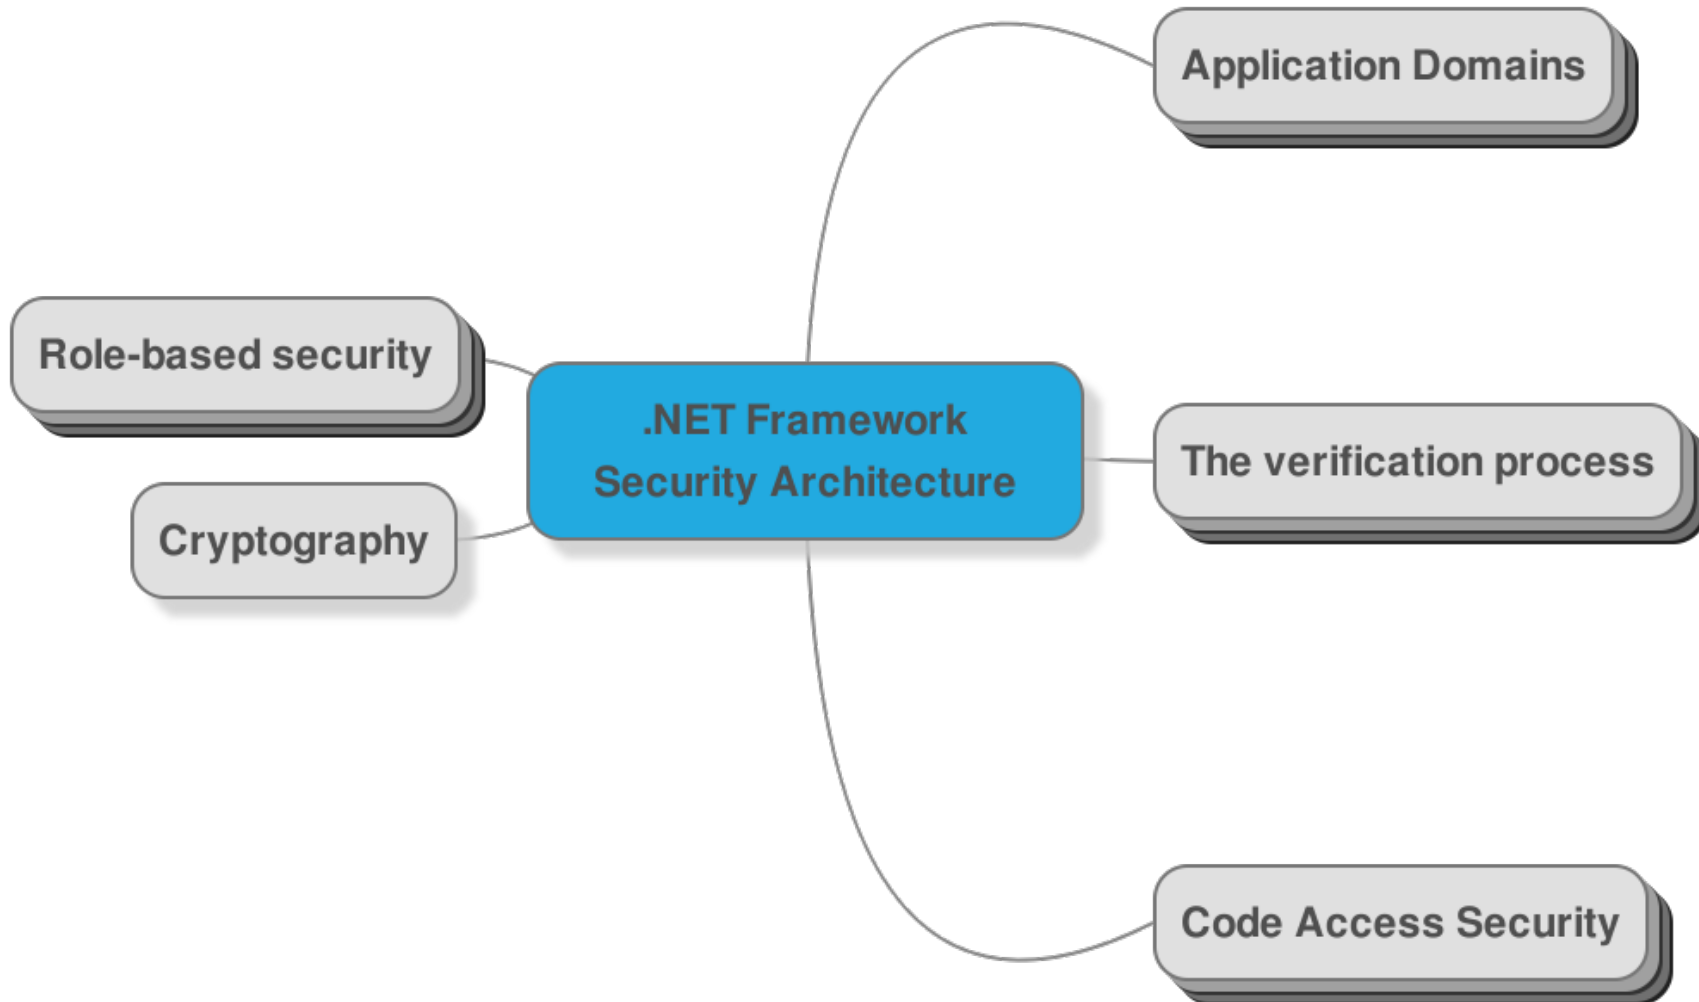 Application Domains
Role-based security
.NET Framework
Security Architecture
The verification process
Cryptography
Code Access Security